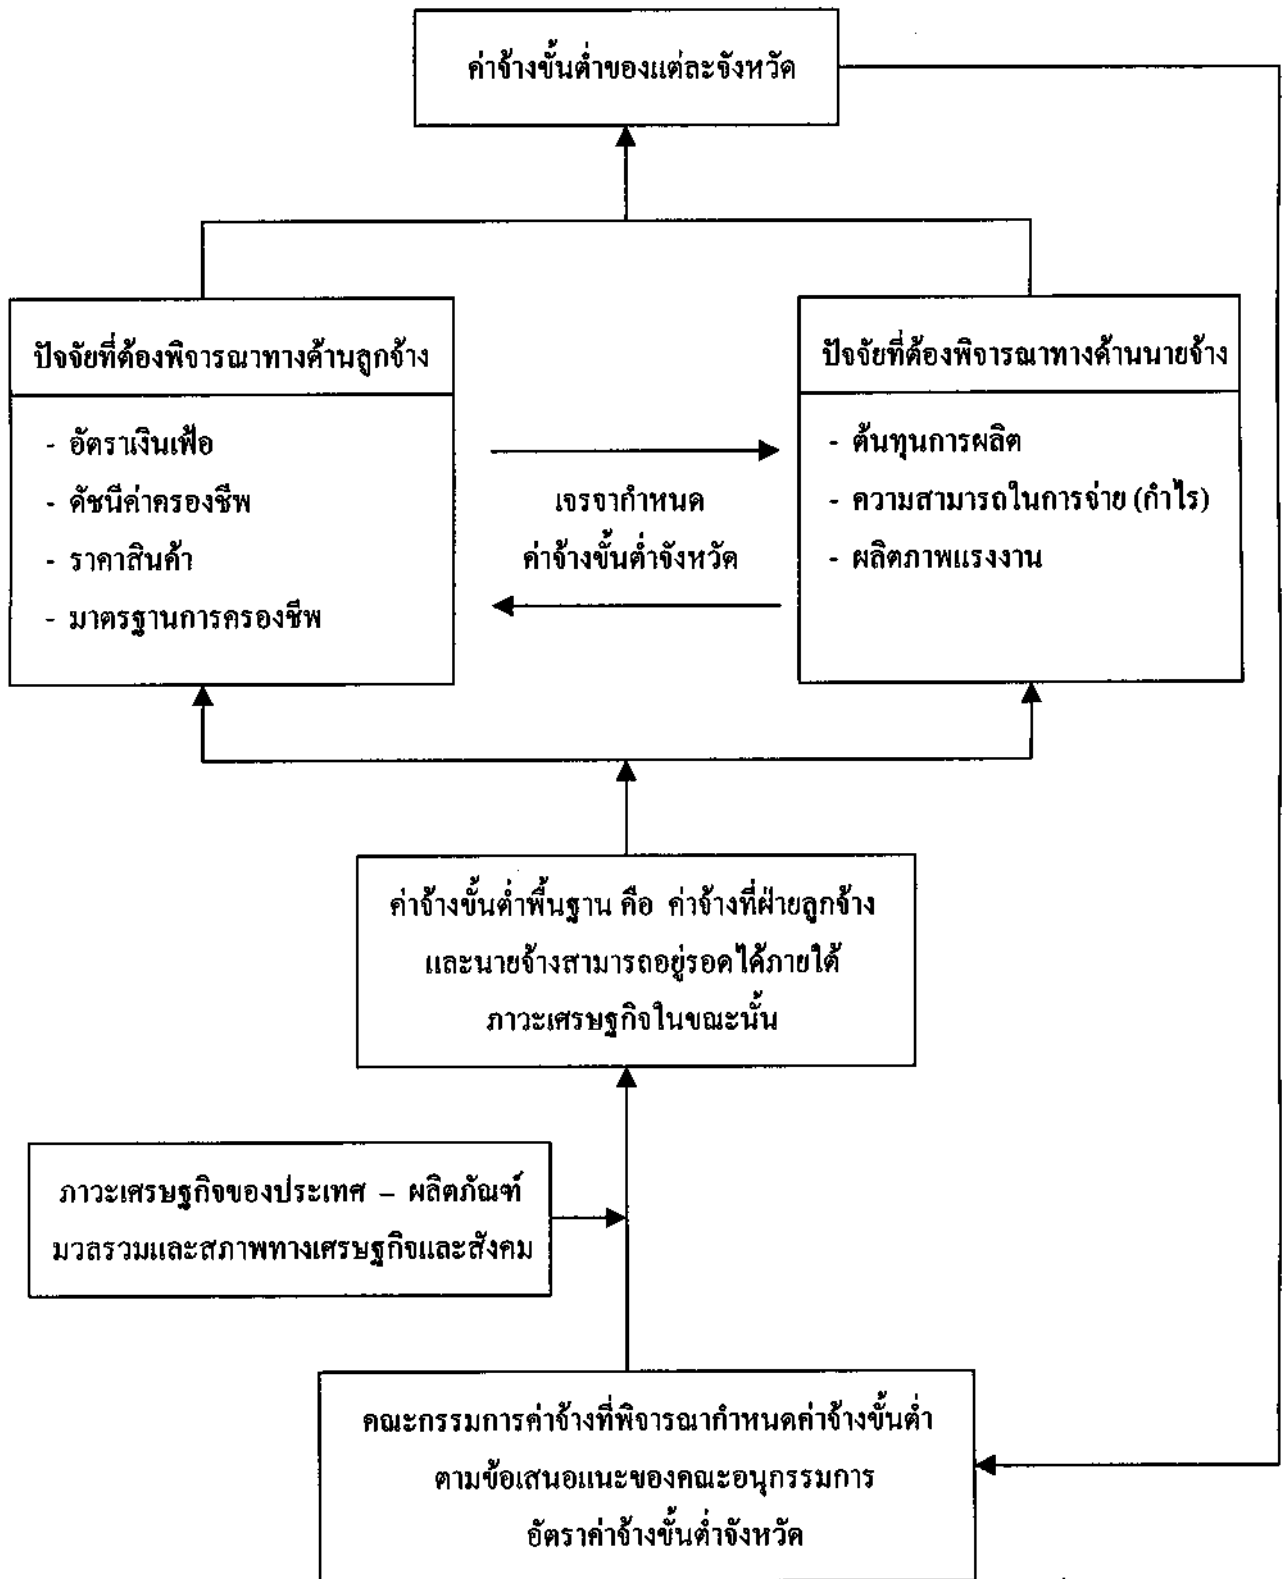 ค่าจ้างขั้นต่ำของแต่ละจังหวัด
ปัจจัยที่ต้องพิจารณาทางด้านลูกจ้าง
- อัตราเงินเฟ้อ
- ดัชนีค่าครองชีพ
- ราคาสินค้า
- มาตรฐานการครองชีพ
เจรจากำหนด
ค่าจ้างขั้นต่ำจังหวัด
ปัจจัยที่ต้องพิจารณาทางด้านนายจ้าง
- ต้นทุนการผลิต
- ความสามารถในการจ่าย (กำไร)
- ผลิตภาพแรงงาน
ค่าจ้างขั้นต่ำพื้นฐาน คือ ค่าจ้างที่ฝ่ายลูกจ้าง
และนายจ้างสามารถอยู่รอดได้ภายใต้
ภาวะเศรษฐกิจในขณะนั้น
ภาวะเศรษฐกิจของประเทศ – ผลิตภัณฑ์
มวลรวมและสภาพทางเศรษฐกิจและสังคม
คณะกรรมการค่าจ้างที่พิจารณากำหนดค่าจ้างขั้นต่ำ
ตามข้อเสนอแนะของคณะอนุกรรมการ
อัตราค่าจ้างขั้นต่ำจังหวัด